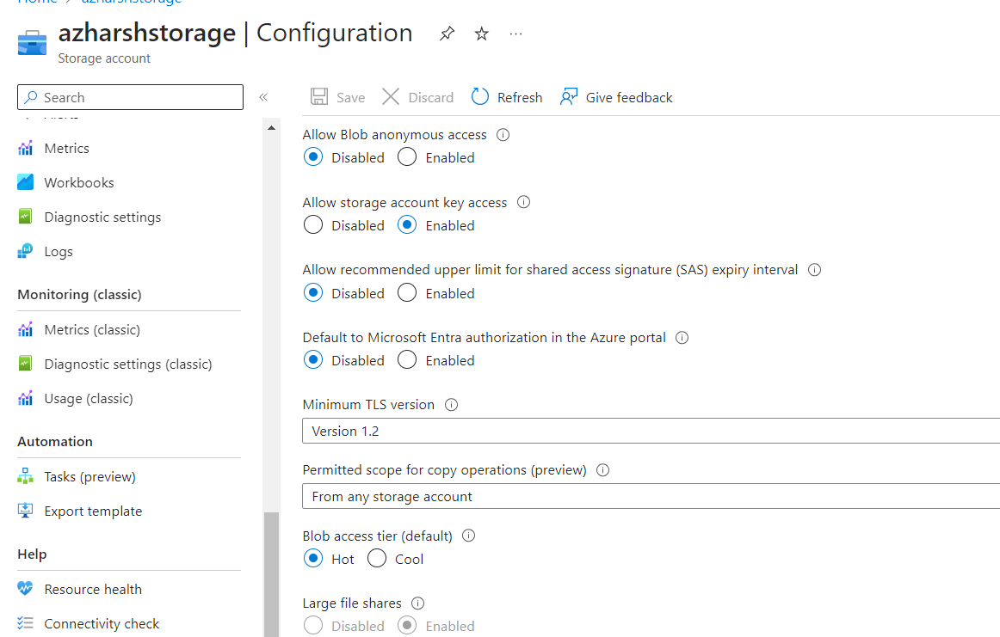 Home > azharshstorage
azharshstorage | Configuration
Storage account
Search
Save Discard Refresh Give feedback
Alerts
Metrics
Workbooks
Diagnostic settings
Logs
Monitoring (classic)
Metrics (classic)
Diagnostic settings (classic)
Usage (classic)
Automation
Tasks (preview)
Export template
Help
Resource health
Connectivity check
Allow Blob anonymous access
Disabled Enabled
Allow storage account key access
Disabled Enabled
Allow recommended upper limit for shared access signature (SAS) expiry interval
Disabled Enabled
Default to Microsoft Entra authorization in the Azure portal
Disabled Enabled
Minimum TLS version
Version 1.2
Permitted scope for copy operations (preview)
From any storage account
Blob access tier (default)
Hot Cool
Large file shares
Disabled Enabled